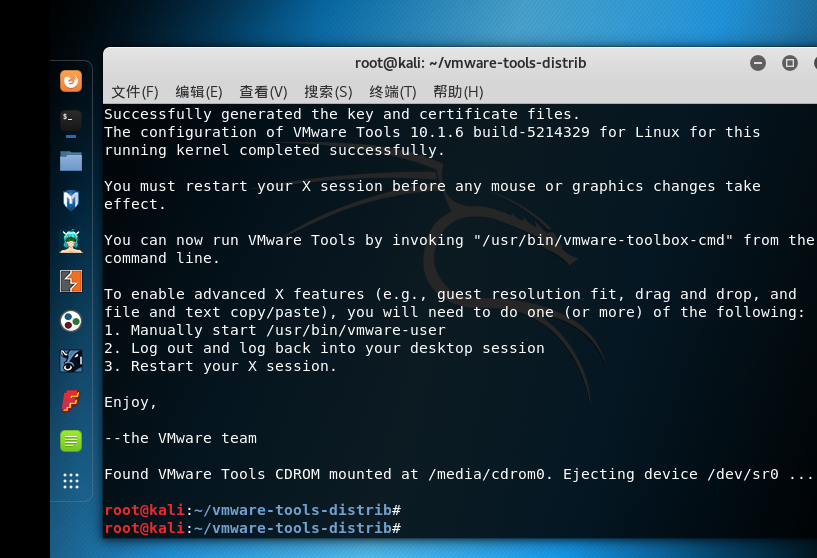 root@kali: ~/vmware-tools-distrib
文件(F) 编辑(E) 查看(V) 搜索(S) 终端(T) 帮助(H)
Successfully generated the key and certificate files.
The configuration of VMware Tools 10.1.6 build-5214329 for Linux for this
running kernel completed successfully.
You must restart your X session before any mouse or graphics changes take
effect.
You can now run VMware Tools by invoking "/usr/bin/vmware-toolbox-cmd" from the
command line.
To enable advanced X features (e.g., guest resolution fit, drag and drop, and
file and text copy/paste), you will need to do one (or more) of the following:
1. Manually start /usr/bin/vmware-user
2. Log out and log back into your desktop session
3. Restart your X session.
Enjoy,
--the VMware team
Found VMware Tools CDROM mounted at /media/cdrom0. Ejecting device /dev/sr0 ...
root@kali:~/vmware-tools-distrib#
root@kali:~/vmware-tools-distrib#